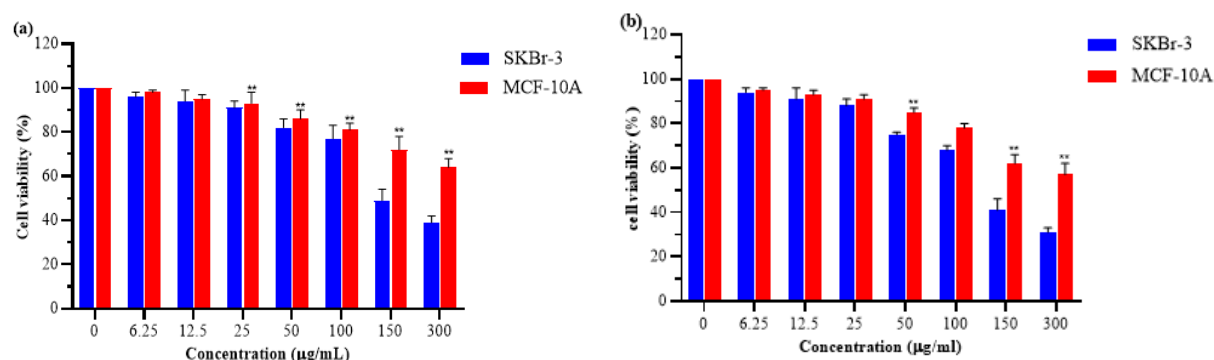 (a)
120
100
80
60
40
20
0
Cell viability (%)
** ** ** ** **
0 6.25 12.5 25 50 100 150 300
Concentration (µg/mL)
SKBr-3
MCF-10A
(b)
120
100
80
60
40
20
0
cell viability (%)
** ** **
0 6.25 12.5 25 50 100 150 300
Concentration (µg/ml)
SKBr-3
MCF-10A